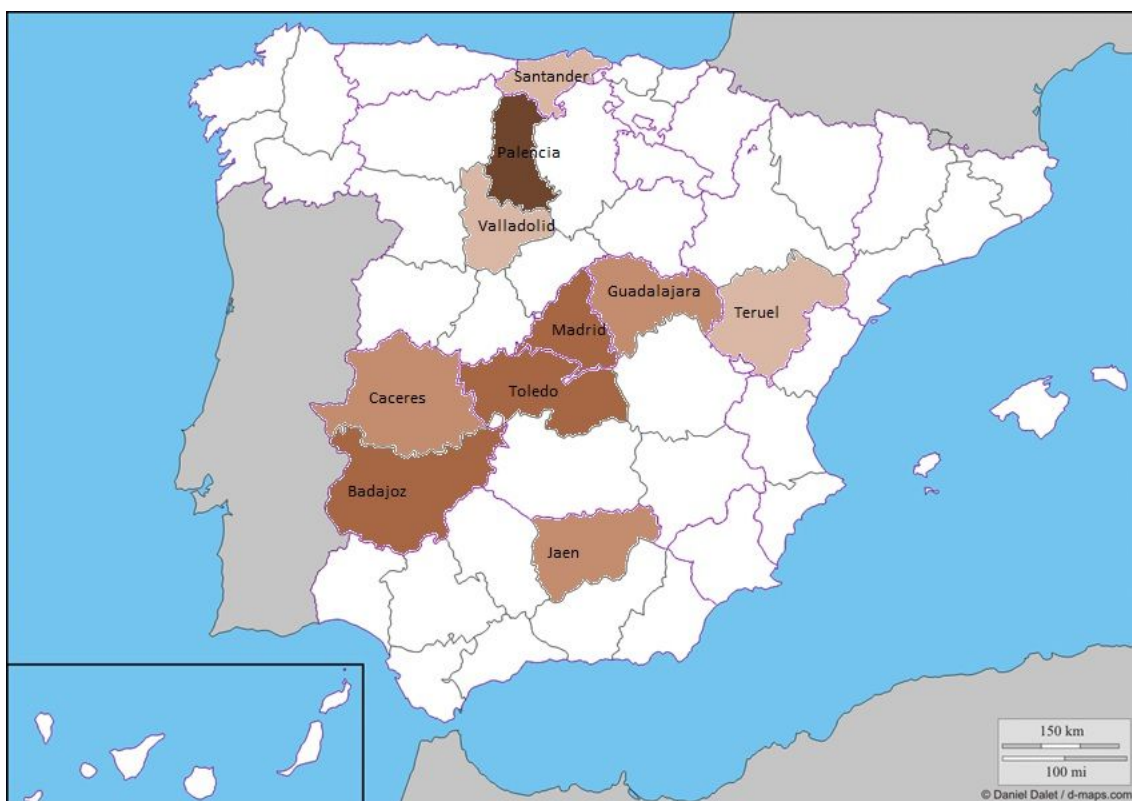 Santander
Palencia
Valladolid
Guadalajara
Madrid
Teruel
Toledo
Caceres
Badajoz
Jaen
150 km
100 mi
© Daniel Dalet / d-maps.com